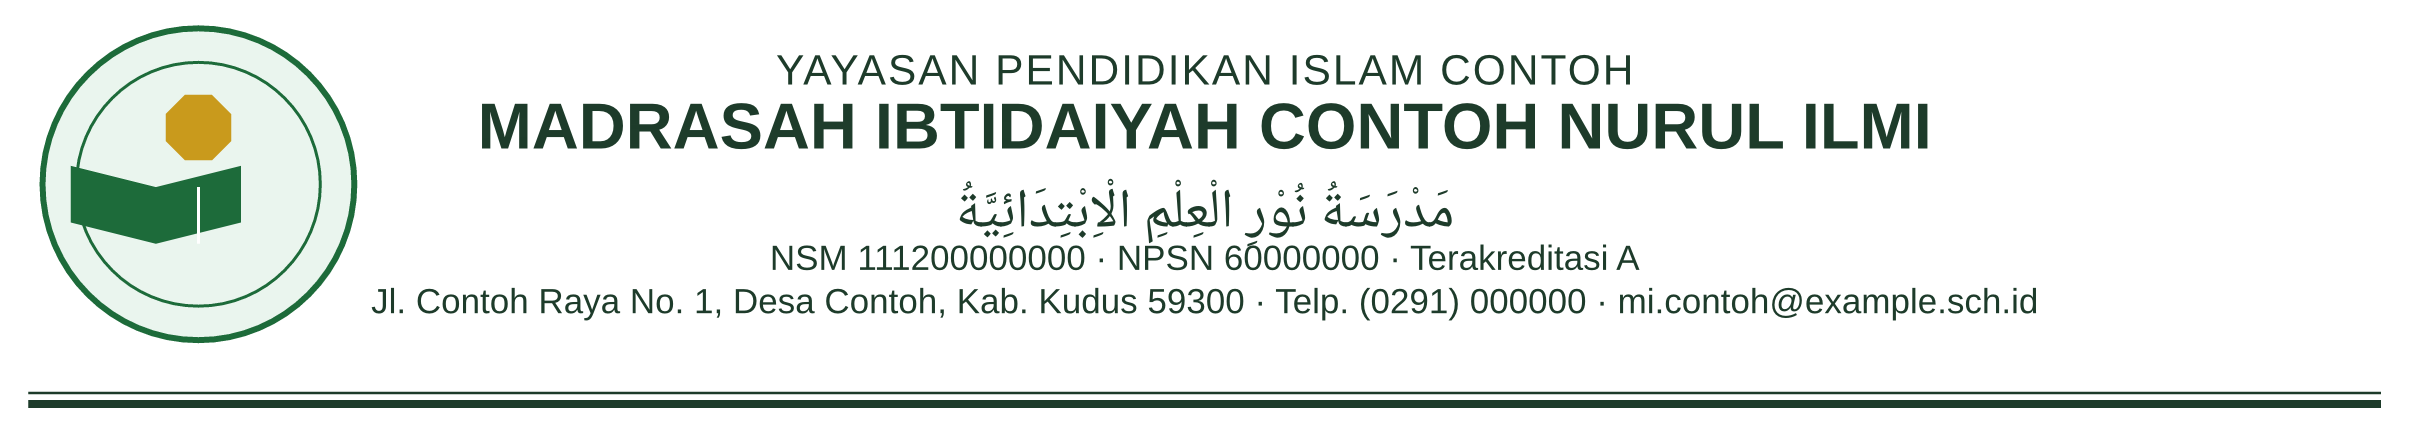 YAYASAN PENDIDIKAN ISLAM CONTOH
MADRASAH IBTIDAIYAH CONTOH NURUL ILMI
مَدْرَسَةُ نُوْرِ الْعِلْمِ الْاِبْتِدَائِيَّةُ
NSM 111200000000 · NPSN 60000000 · Terakreditasi A
Jl. Contoh Raya No. 1, Desa Contoh, Kab. Kudus 59300 · Telp. (0291) 000000 · mi.contoh@example.sch.id